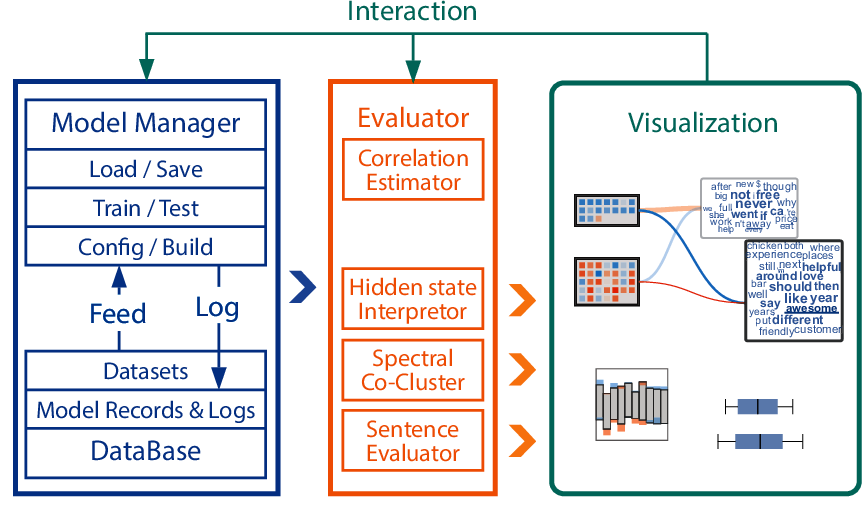 Interaction
Model Manager
Load / Save
Train / Test
Config / Build
Feed
Log
Datasets
Model Records & Logs
DataBase
Evaluator
Correlation
Estimator
Hidden state
Interpretor
Spectral
Co-Cluster
Sentence
Evaluator
Visualization
after new $ though
big not i free
we full never why
she went if ca 're
work n't away price
help every eat
chicken both where
experience places
still next helpful
around love
bar should then
well like year
say awesome
years
put different
friendly customer